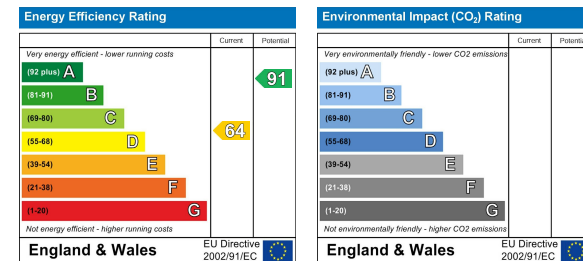 Energy Efficiency Rating
Current Potential
Very energy efficient - lower running costs
(92 plus) A
(81-91) B
(69-80) C
(55-68) D
(39-54) E
(21-38) F
(1-20) G
91
64
Not energy efficient - higher running costs
England & Wales
EU Directive
2002/91/EC
Environmental Impact (CO₂) Rating
Current Potential
Very environmentally friendly - lower CO2 emissions
(92 plus) A
(81-91) B
(69-80) C
(55-68) D
(39-54) E
(21-38) F
(1-20) G
Not environmentally friendly - higher CO2 emissions
England & Wales
EU Directive
2002/91/EC